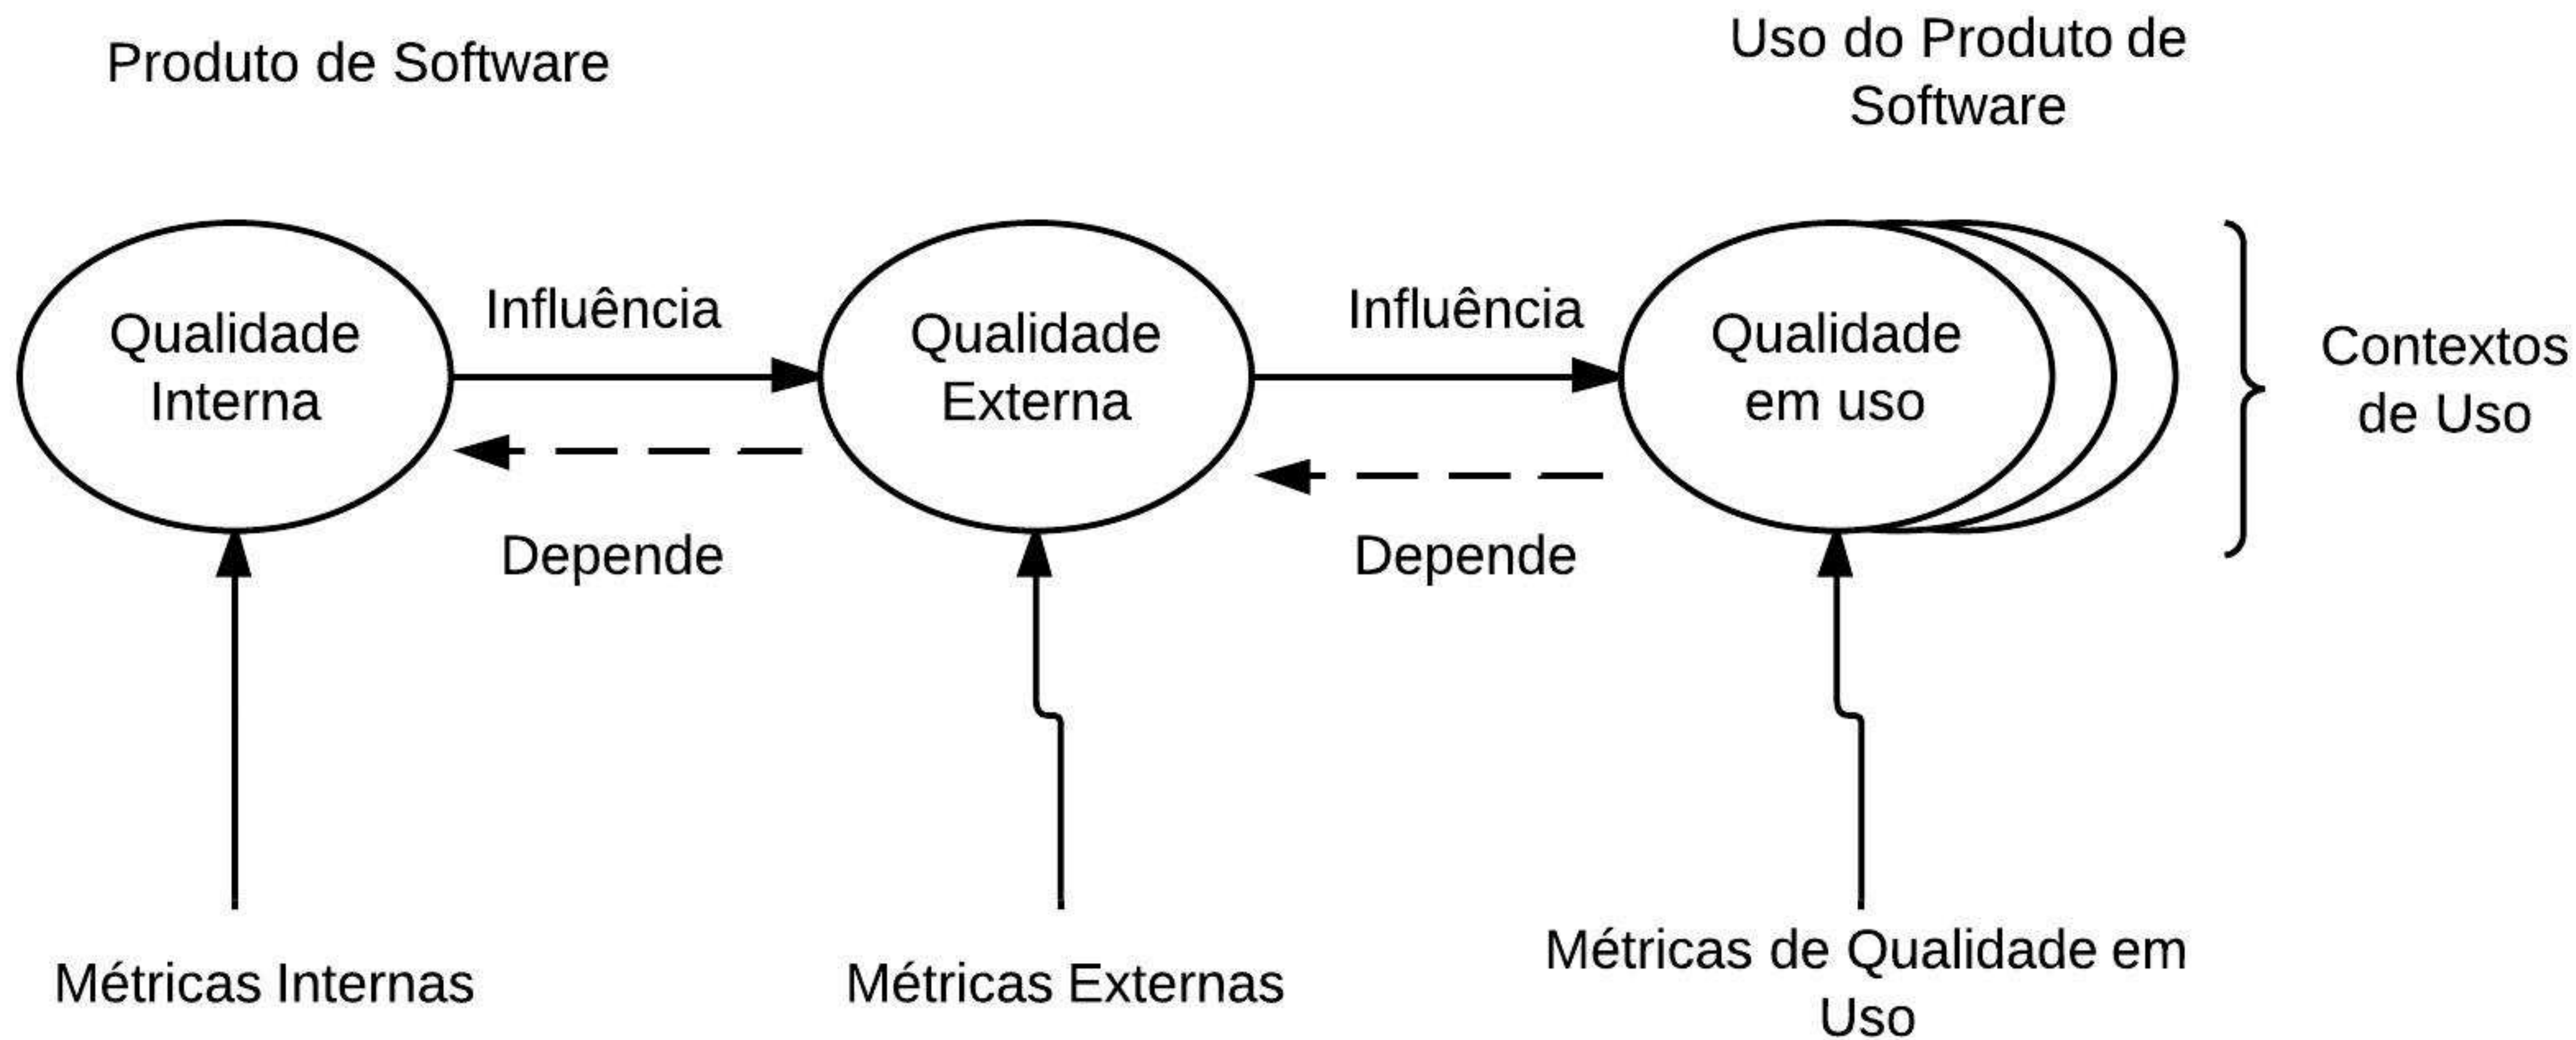 Produto de Software
Uso do Produto de
Software
Qualidade
Interna
Influência
Depende
Qualidade
Externa
Influência
Depende
Qualidade
em uso
Contextos
de Uso
Métricas Internas
Métricas Externas
Métricas de Qualidade em
Uso